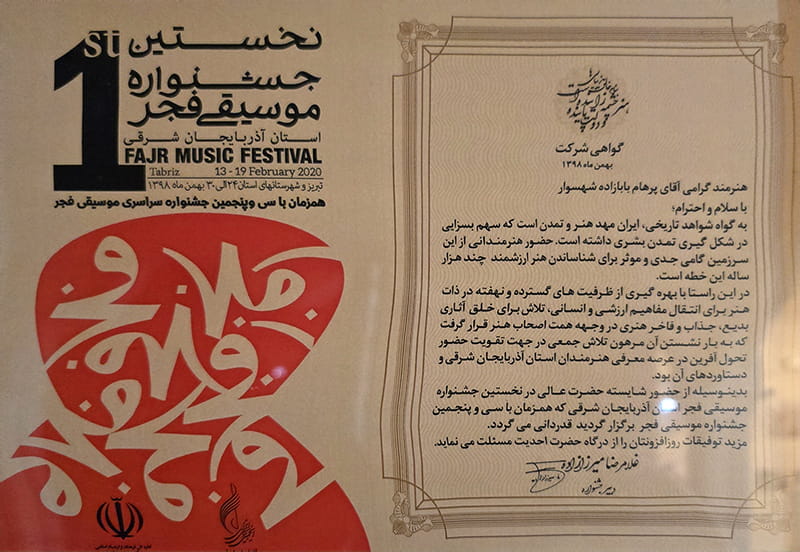 1st
نخستین
جشنواره
موسیقی فجر
استان آذربایجان شرقی
FAJR MUSIC FESTIVAL
Tabriz 13 - 19 February 2020
تبریز و شهرستانهای استان ۲۴ الی ۳۰ بهمن ماه ۱۳۹۸
همزمان با سی و پنجمین جشنواره سراسری موسیقی فجر
گواهی شرکت
بهمن ماه ۱۳۹۸
هنرمند گرامی آقای پرهام بابازاده شهسوار
با سلام و احترام؛
به گواه شواهد تاریخی، ایران مهد هنر و تمدن است که سهم بسزایی
در شکل گیری تمدن بشری داشته است. حضور هنرمندانی از این
سرزمین گامی جدی و موثر برای شناساندن هنر ارزشمند چند هزار
ساله این خطه است.
در این راستا با بهره گیری از ظرفیت های گسترده و نهفته در ذات
هنر برای انتقال مفاهیم ارزشی و انسانی، تلاش برای خلق آثاری
بدیع، جذاب و فاخر هنری در وجهه همت اصحاب هنر قرار گرفت
که به بار نشستن آن مرهون تلاش جمعی در جهت تقویت حضور
تحول آفرین در عرصه معرفی هنرمندان استان آذربایجان شرقی و
دستاوردهای آن بود.
بدینوسیله از حضور شایسته حضرت عالی در نخستین جشنواره
موسیقی فجر استان آذربایجان شرقی که همزمان با سی و پنجمین
جشنواره موسیقی فجر برگزار گردید قدردانی می گردد.
مزید توفیقات روزافزونتان را از درگاه حضرت احدیت مسئلت می نماید.
غلامرضا میرزازاده
دبیر جشنواره